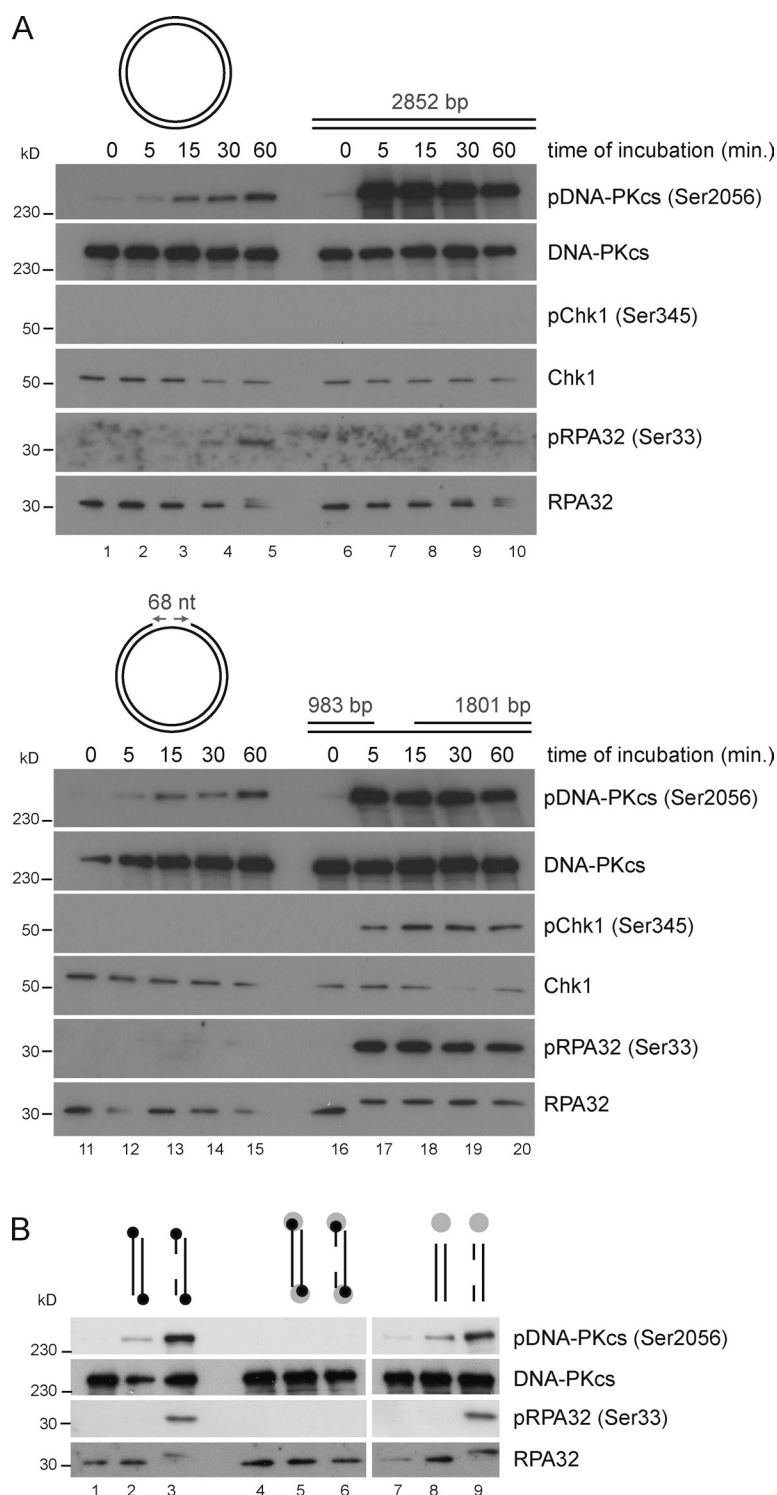 A
2852 bp
kD 0 5 15 30 60 0 5 15 30 60 time of incubation (min.)
230 pDNA-PKcs (Ser2056)
230 DNA-PKcs
50 pChk1 (Ser345)
50 Chk1
30 pRPA32 (Ser33)
30 RPA32
1 2 3 4 5 6 7 8 9 10
68 nt
983 bp 1801 bp
kD 0 5 15 30 60 0 5 15 30 60 time of incubation (min.)
230 pDNA-PKcs (Ser2056)
230 DNA-PKcs
50 pChk1 (Ser345)
50 Chk1
30 pRPA32 (Ser33)
30 RPA32
11 12 13 14 15 16 17 18 19 20
B
kD
230 pDNA-PKcs (Ser2056)
230 DNA-PKcs
30 pRPA32 (Ser33)
30 RPA32
1 2 3 4 5 6 7 8 9